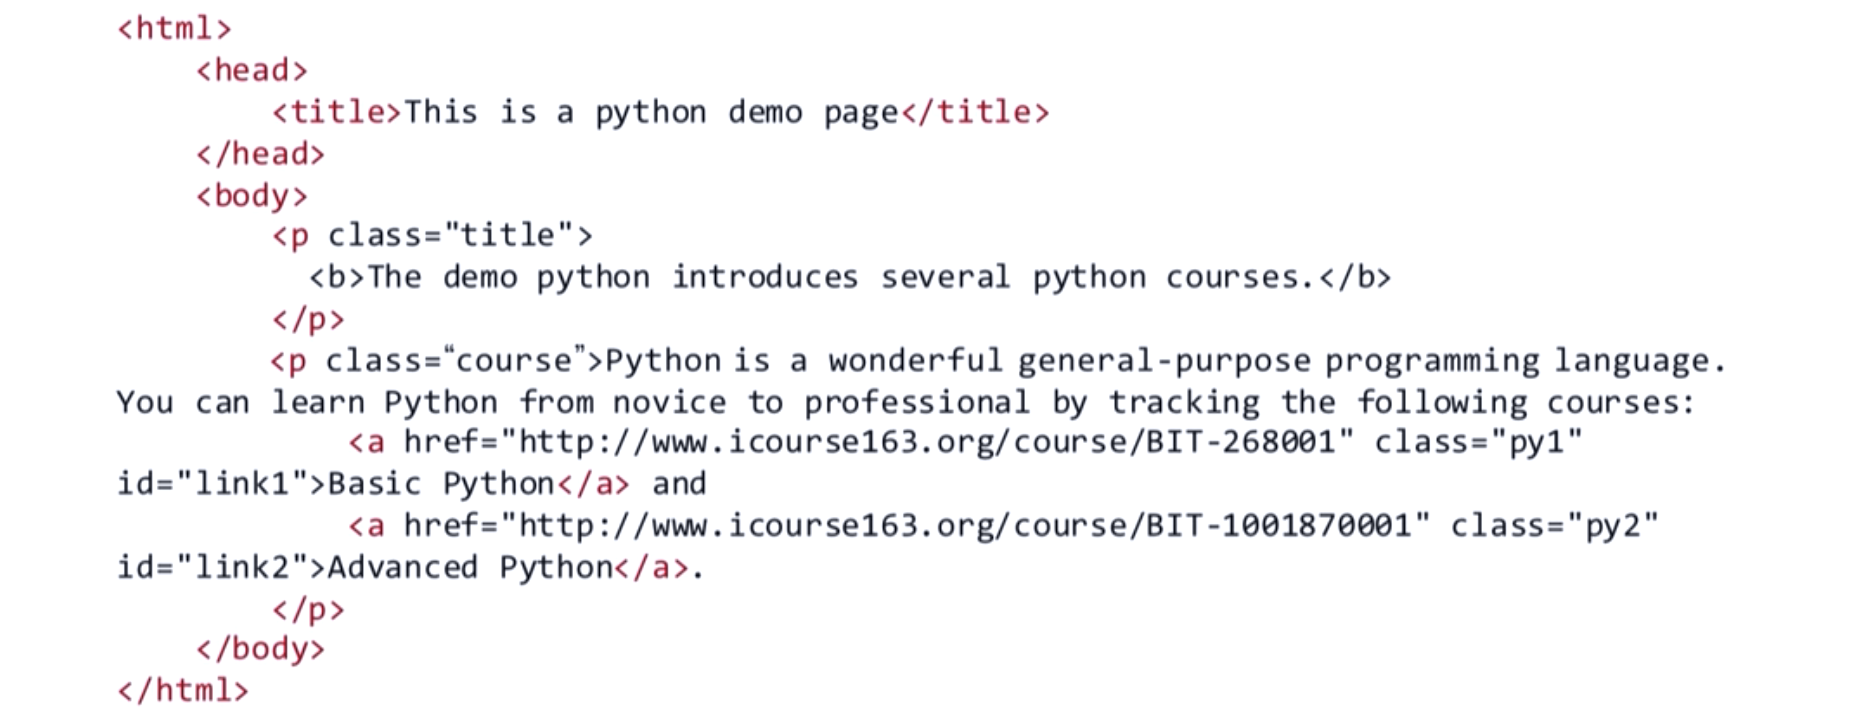 <html>
<head>
<title>This is a python demo page</title>
</head>
<body>
<p class="title">
<b>The demo python introduces several python courses.</b>
</p>
<p class=“course”>Python is a wonderful general-purpose programming language.
You can learn Python from novice to professional by tracking the following courses:
<a href="http://www.icourse163.org/course/BIT-268001" class="py1"
id="link1">Basic Python</a> and
<a href="http://www.icourse163.org/course/BIT-1001870001" class="py2"
id="link2">Advanced Python</a>.
</p>
</body>
</html>